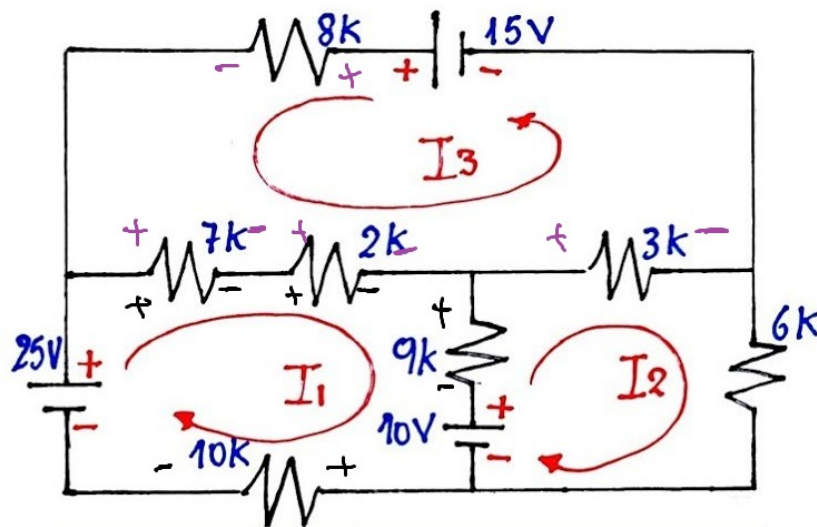 8K 15V
- + + -
I3
+ 7K - + 2K - + 3K -
+ - + - +
6K
25V + 9K
I1 - I2
- 10V +
- 10K + -